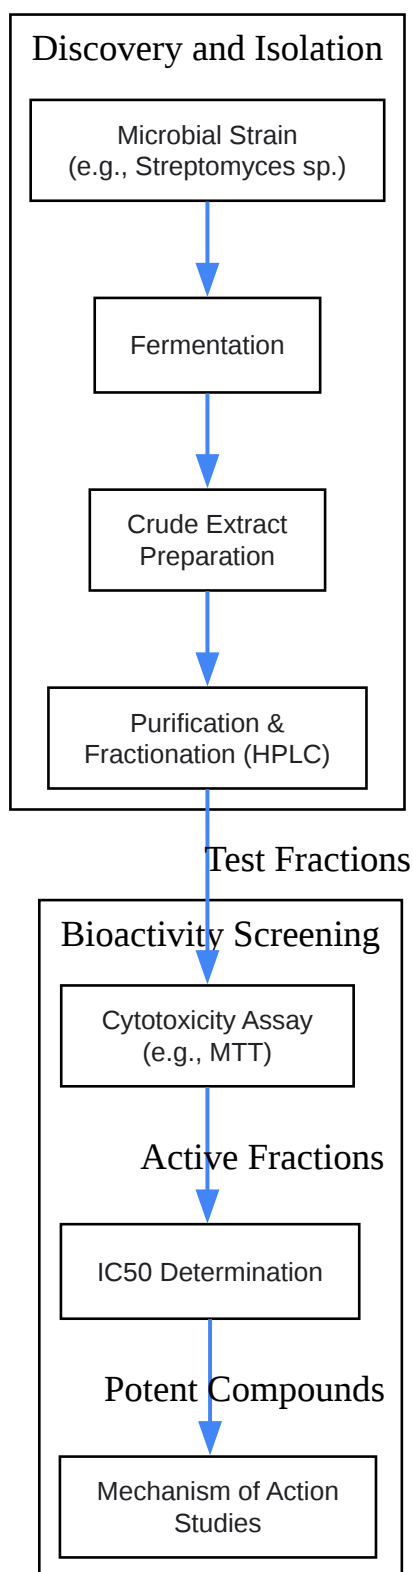 Discovery and Isolation
Microbial Strain
(e.g., Streptomyces sp.)
Fermentation
Crude Extract
Preparation
Purification &
Fractionation (HPLC)
Test Fractions
Bioactivity Screening
Cytotoxicity Assay
(e.g., MTT)
Active Fractions
IC50 Determination
Potent Compounds
Mechanism of Action
Studies